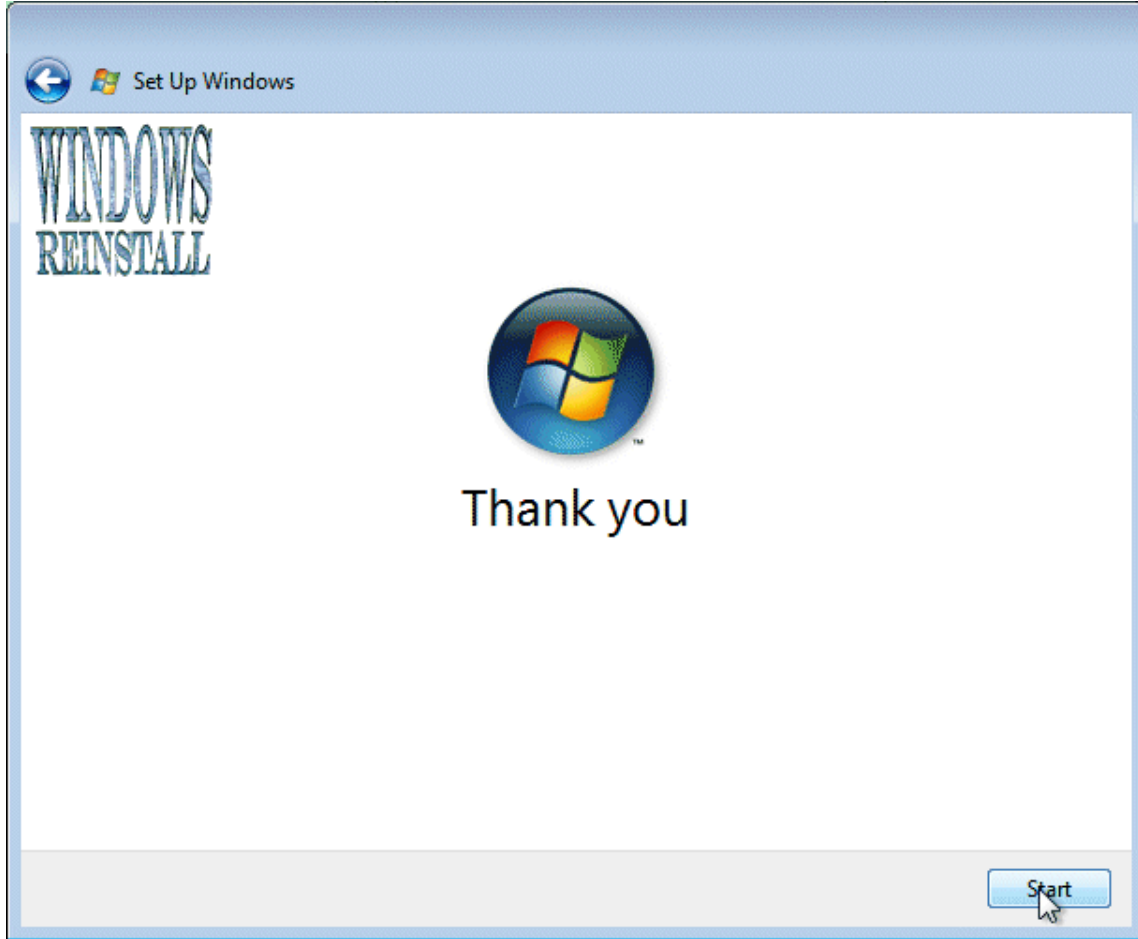 Set Up Windows
WINDOWS
REINSTALL
TM
Thank you
Start